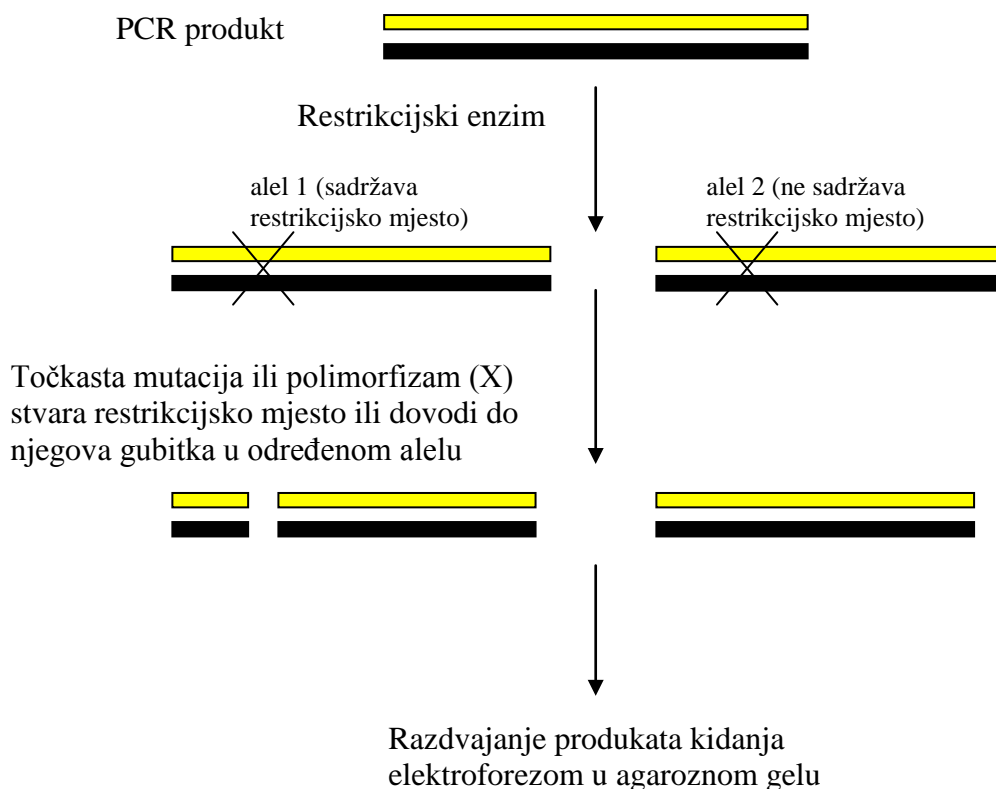 PCR produkt
Restrikcijski enzim
alel 1 (sadržava
restrikcijsko mjesto)
alel 2 (ne sadržava
restrikcijsko mjesto)
Točkasta mutacija ili polimorfizam (X)
stvara restrikcijsko mjesto ili dovodi do
njegova gubitka u određenom alelu
Razdvajanje produkata kidanja
elektroforezom u agaroznom gelu